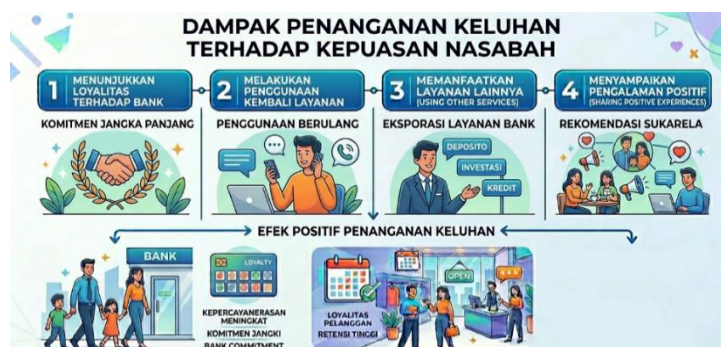 DAMPAK PENANGANAN KELUHAN
TERHADAP KEPUASAN NASABAH
1 MENUNJUKKAN
LOYALITAS
TERHADAP BANK
KOMITMEN JANGKA PANJANG
2 MELAKUKAN
PENGGUNAAN
KEMBALI LAYANAN
PENGGUNAAN BERULANG
3 MEMANFAATKAN
LAYANAN LAINNYA
(USING OTHER SERVICES)
EKSPORASI LAYANAN BANK
DEPOSITO
INVESTASI
KREDIT
4 MENYAMPAIKAN
PENGALAMAN POSITIF
(SHARING POSITIVE EXPERIENCES)
REKOMENDASI SUKARELA
EFEK POSITIF PENANGANAN KELUHAN
BANK
LOYALTY
KEPERCAYANERASAN
MENINGKAT
KOMITMEN JANGKI
BANK COMMITMENT
LOYALITAS
PELANGGAN
RETENSI TINGGI
OPEN